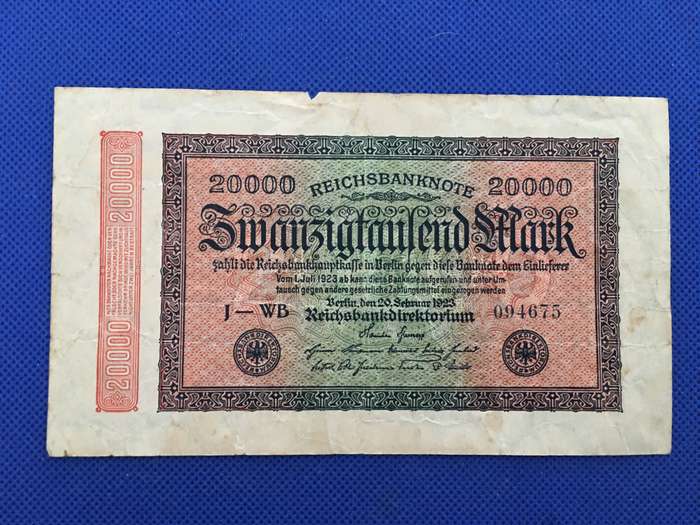 20000 REICHSBANKNOTE 20000
Zwanzigtausend Mark
zahlt die Reichsbankhauptkasse in Berlin gegen diese Banknote dem Einlieferer
Vom 1. Juli 1923 ab kann diese Banknote aufgerufen und unter Um-
tausch gegen andere gesetzliche Zahlungsmittel eingezogen werden
Berlin, den 20. Februar 1923
J–WB Reichsbankdirektorium 094675
20000 20000